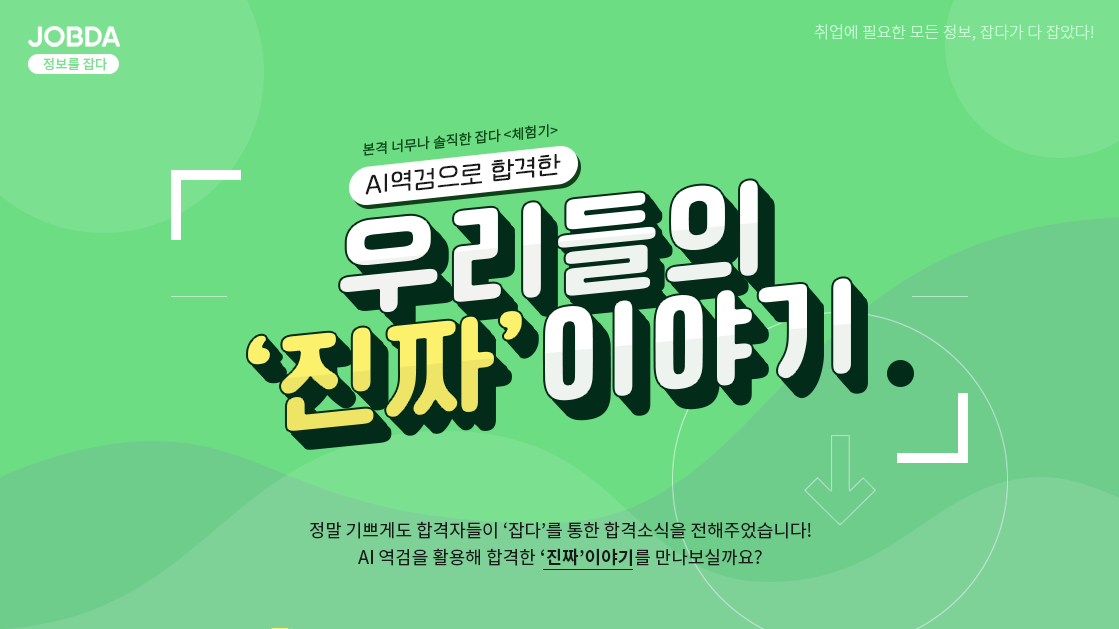 JOBDA
정보를 잡다
취업에 필요한 모든 정보, 잡다가 다 잡았다!
본격 너무나 솔직한 잡다 <체험기>
AI역검으로 합격한
우리들의
‘진짜’이야기.
정말 기쁘게도 합격자들이 ‘잡다’를 통한 합격소식을 전해주었습니다!
AI 역검을 활용해 합격한 ‘진짜’이야기를 만나보실까요?